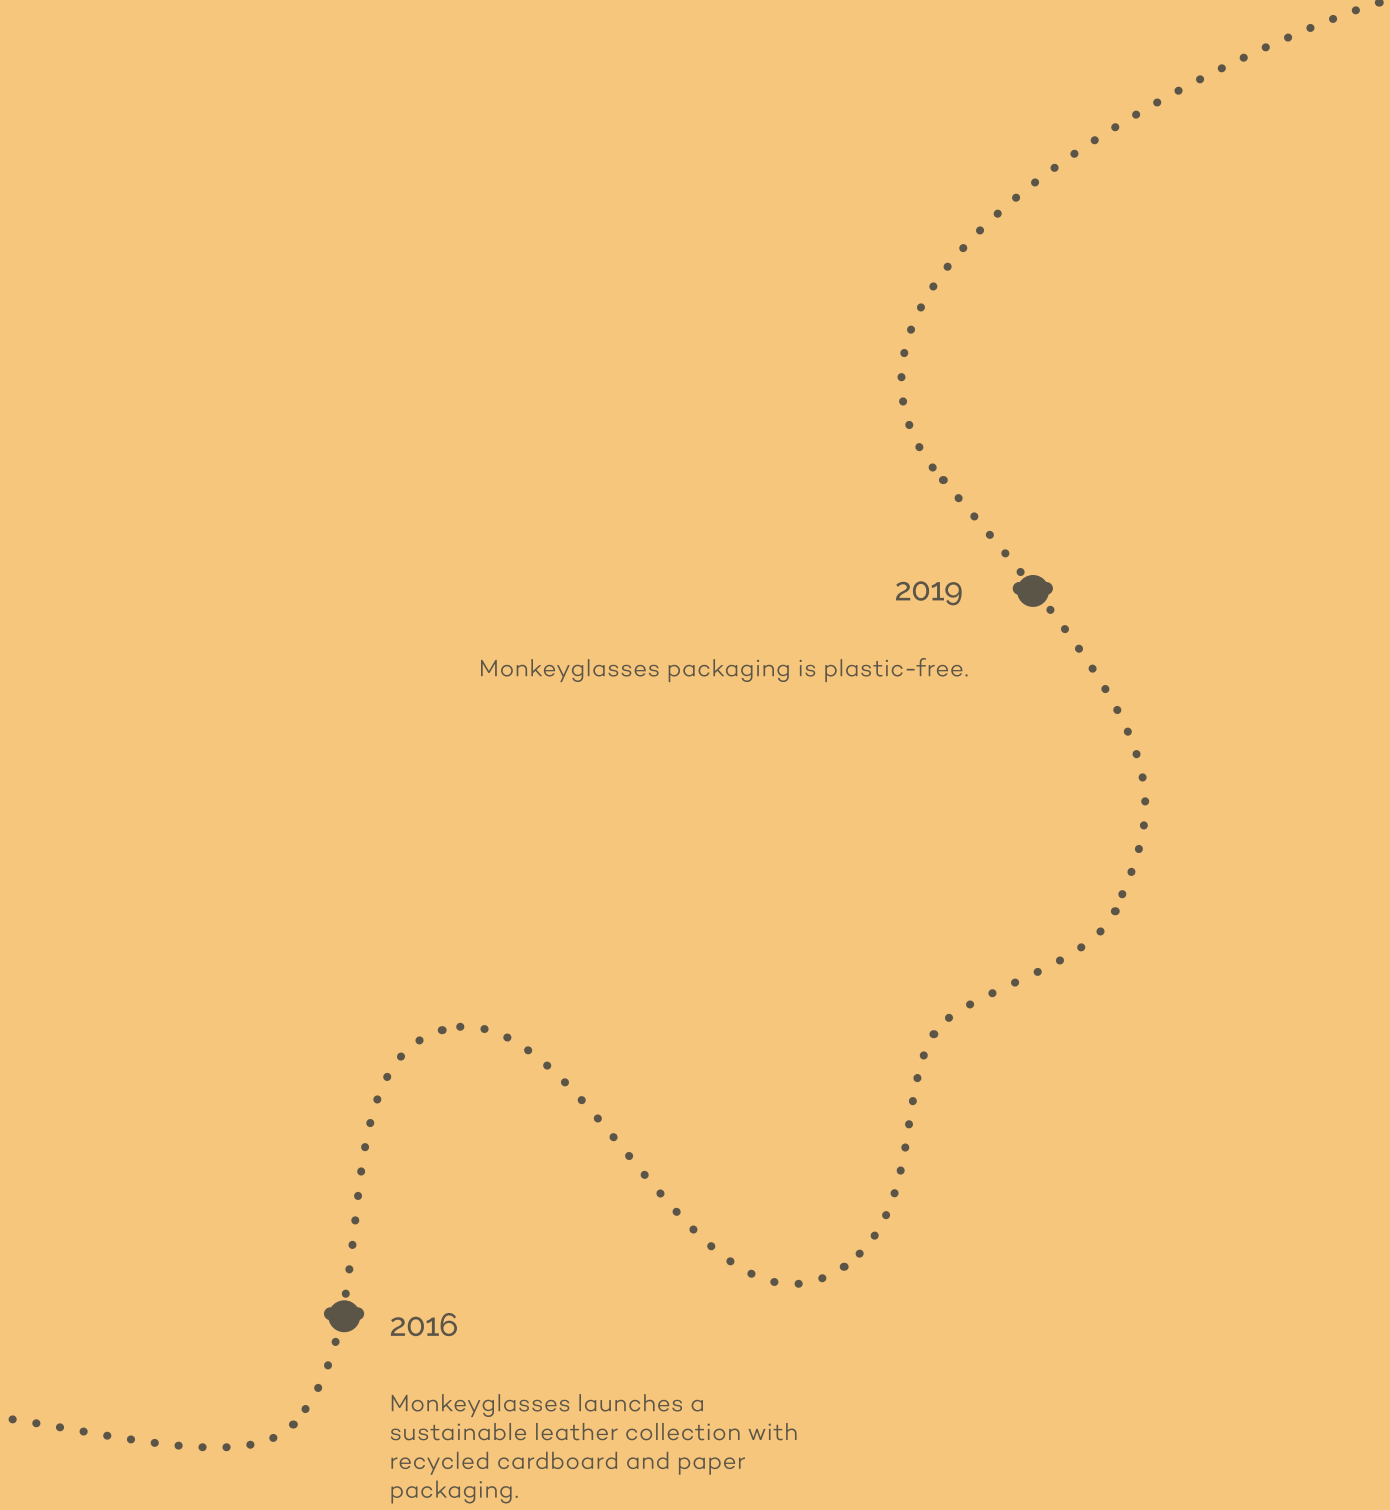 2019
Monkeyglasses packaging is plastic-free.
2016
Monkeyglasses launches a
sustainable leather collection with
recycled cardboard and paper
packaging.